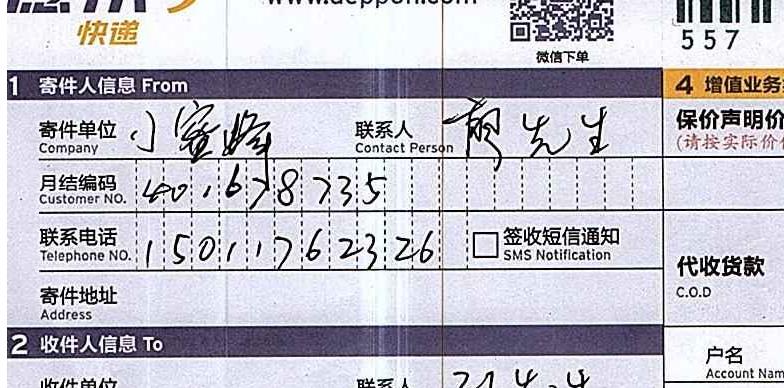 快递
www.deppon.com
微信下单
557
1 寄件人信息 From
4 增值业务
寄件单位 小蜜蜂 联系人 先生
Company Contact Person
保价声明价
(请按实际价
月结编码 401678735
Customer NO.
联系电话 15011762326 签收短信通知
Telephone NO. SMS Notification
代收货款
C.O.D
寄件地址
Address
2 收件人信息 To
户名
Account Nam
收件单位 联系人